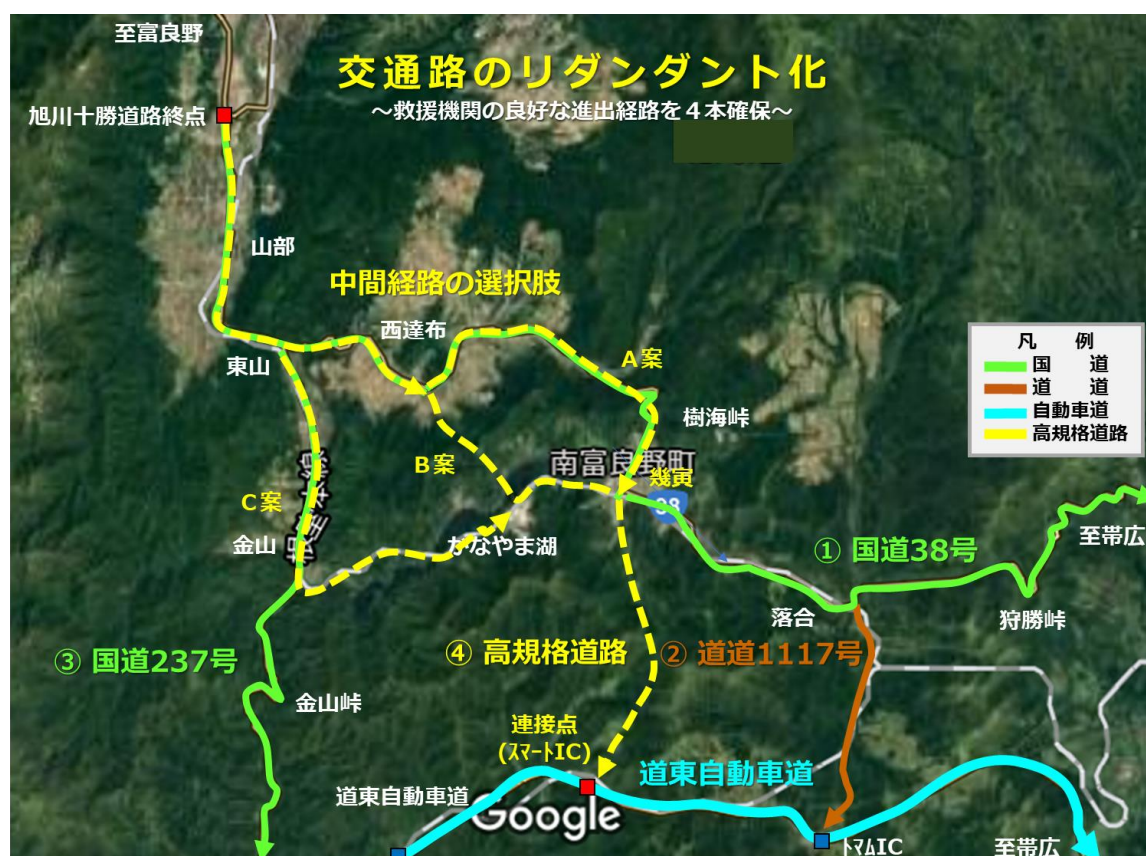 至富良野
交通路のリダンダント化
～救援機関の良好な進出経路を４本確保～
旭川十勝道路終点
山部
中間経路の選択肢
西達布
東山
Ａ案
樹海峠
凡　例
国　道
道　道
自動車道
高規格道路
Ｂ案
南富良野町
幾寅
38
Ｃ案
金山
かなやま湖
① 国道38号
至帯広
落合
狩勝峠
③ 国道237号
④ 高規格道路
② 道道1117号
金山峠
連接点
(ｽﾏｰﾄIC)
道東自動車道
道東自動車道
Google
ﾄﾏﾑIC
至帯広